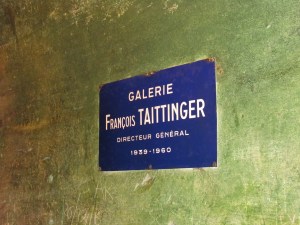 GALERIE
FRANÇOIS TAITTINGER
DIRECTEUR GÉNÉRAL
1939-1960